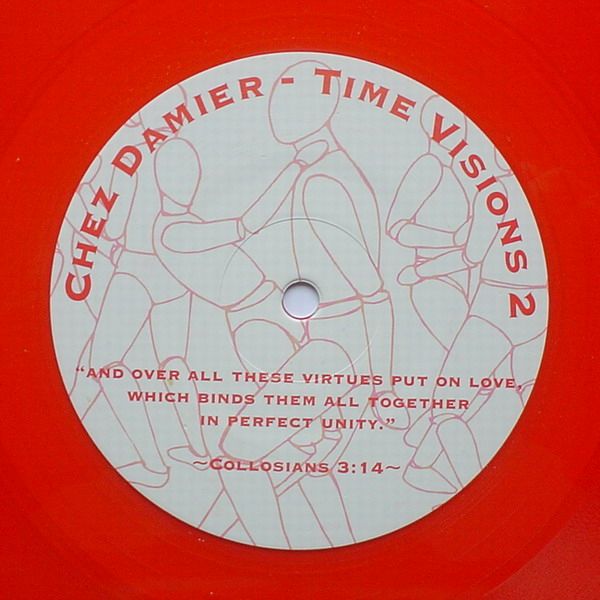 CHEZ DAMIER - TIME VISIONS 2
"AND OVER ALL THESE VIRTUES PUT ON LOVE,
WHICH BINDS THEM ALL TOGETHER
IN PERFECT UNITY."
~COLLOSIANS 3:14~